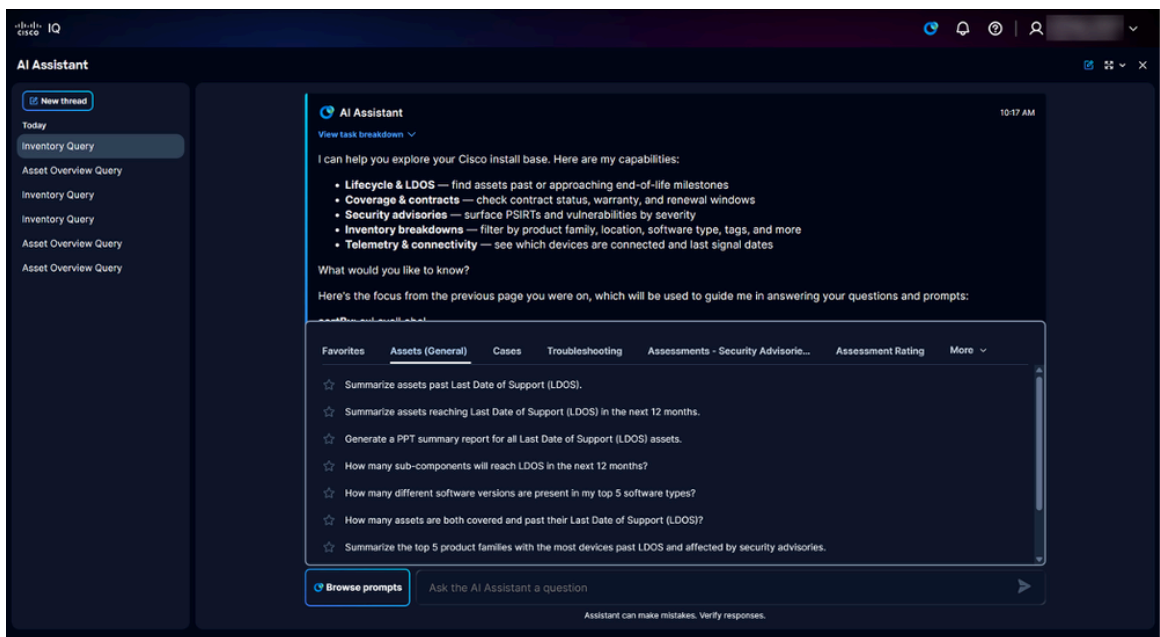 cisco IQ
AI Assistant
New thread
Today
Inventory Query
Asset Overview Query
Inventory Query
Inventory Query
Asset Overview Query
Asset Overview Query
AI Assistant
10:17 AM
View task breakdown
I can help you explore your Cisco install base. Here are my capabilities:
• Lifecycle & LDOS — find assets past or approaching end-of-life milestones
• Coverage & contracts — check contract status, warranty, and renewal windows
• Security advisories — surface PSIRTs and vulnerabilities by severity
• Inventory breakdowns — filter by product family, location, software type, tags, and more
• Telemetry & connectivity — see which devices are connected and last signal dates
What would you like to know?
Here's the focus from the previous page you were on, which will be used to guide me in answering your questions and prompts:
Favorites Assets (General) Cases Troubleshooting Assessments - Security Advisorie... Assessment Rating More
Summarize assets past Last Date of Support (LDOS).
Summarize assets reaching Last Date of Support (LDOS) in the next 12 months.
Generate a PPT summary report for all Last Date of Support (LDOS) assets.
How many sub-components will reach LDOS in the next 12 months?
How many different software versions are present in my top 5 software types?
How many assets are both covered and past their Last Date of Support (LDOS)?
Summarize the top 5 product families with the most devices past LDOS and affected by security advisories.
Browse prompts
Ask the AI Assistant a question
Assistant can make mistakes. Verify responses.